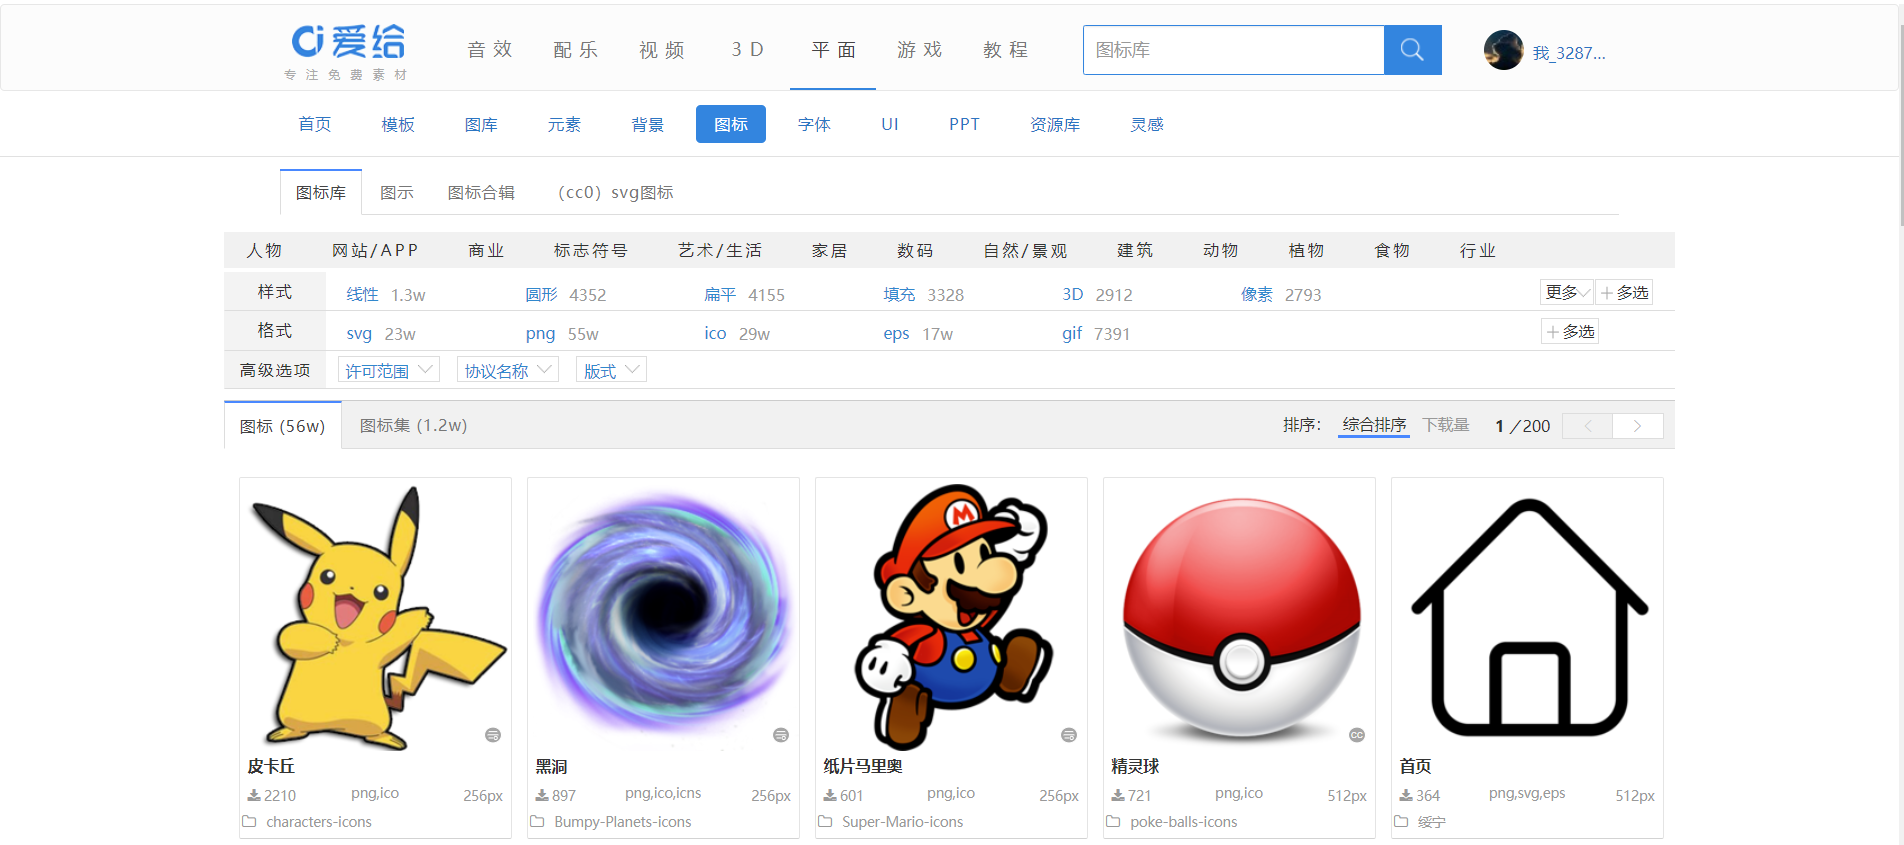 爱给
专注免费素材
音效 配乐 视频 3D 平面 游戏 教程
图标库
我_3287...
首页 模板 图库 元素 背景 图标 字体 UI PPT 资源库 灵感
图标库 图示 图标合辑 （cc0）svg图标
人物 网站/APP 商业 标志符号 艺术/生活 家居 数码 自然/景观 建筑 动物 植物 食物 行业
样式 线性 1.3w 圆形 4352 扁平 4155 填充 3328 3D 2912 像素 2793 更多 +多选
格式 svg 23w png 55w ico 29w eps 17w gif 7391 +多选
高级选项 许可范围 协议名称 版式
图标 (56w) 图标集 (1.2w) 排序： 综合排序 下载量 1 /200
M
皮卡丘 黑洞 纸片马里奥 精灵球 首页
2210 png,ico 256px 897 png,ico,icns 256px 601 png,ico 256px 721 png,ico 512px 364 png,svg,eps 512px
characters-icons Bumpy-Planets-icons Super-Mario-icons poke-balls-icons 绥宁